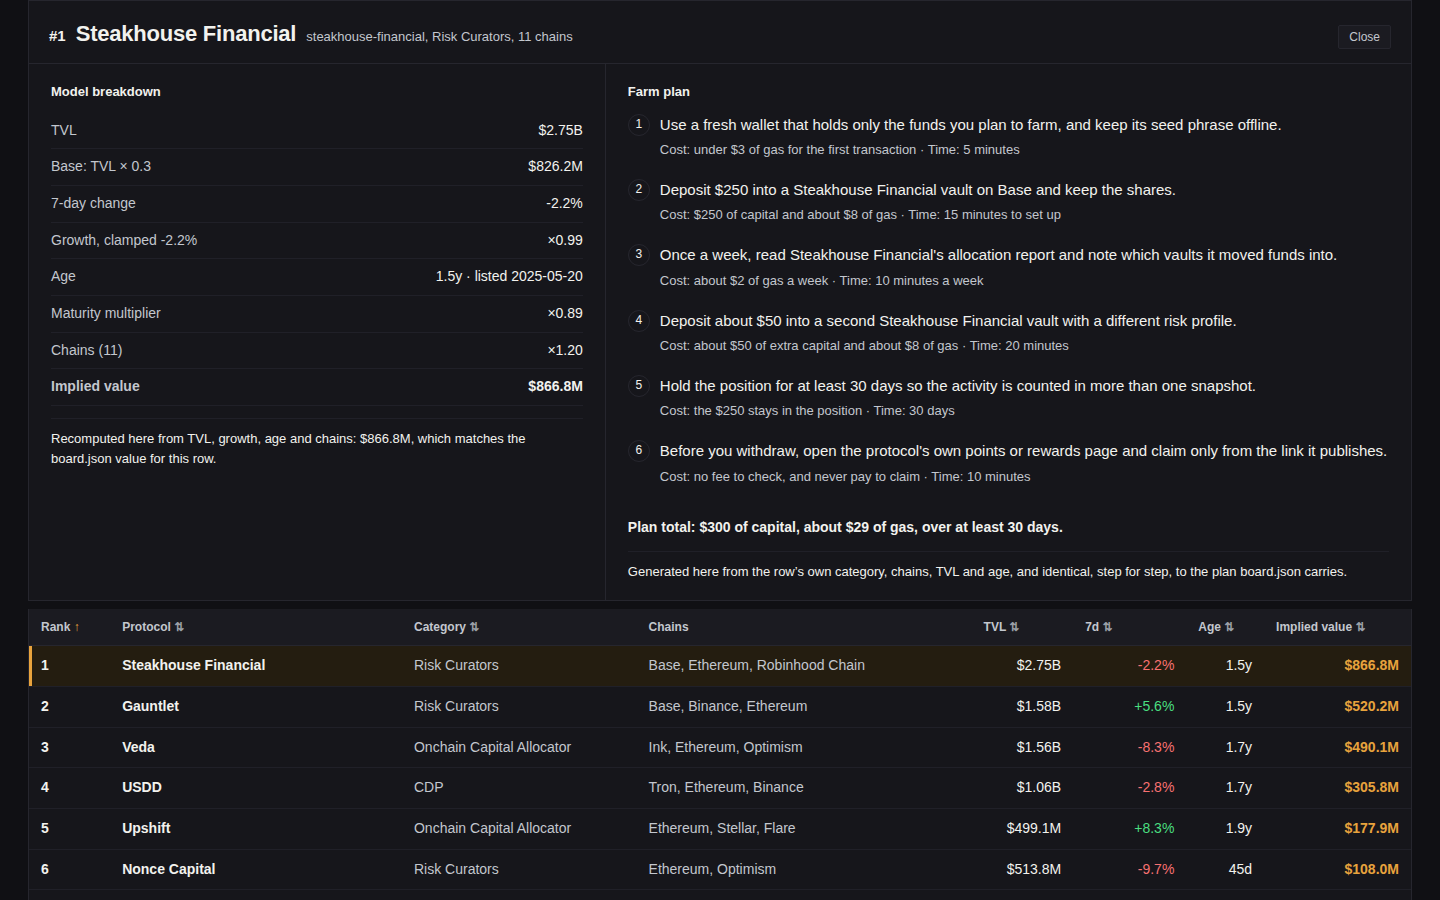 #1 Steakhouse Financial steakhouse-financial, Risk Curators, 11 chains
Close
Model breakdown
TVL $2.75B
Base: TVL × 0.3 $826.2M
7-day change -2.2%
Growth, clamped -2.2% ×0.99
Age 1.5y · listed 2025-05-20
Maturity multiplier ×0.89
Chains (11) ×1.20
Implied value $866.8M
Recomputed here from TVL, growth, age and chains: $866.8M, which matches the
board.json value for this row.
Farm plan
1 Use a fresh wallet that holds only the funds you plan to farm, and keep its seed phrase offline.
Cost: under $3 of gas for the first transaction · Time: 5 minutes
2 Deposit $250 into a Steakhouse Financial vault on Base and keep the shares.
Cost: $250 of capital and about $8 of gas · Time: 15 minutes to set up
3 Once a week, read Steakhouse Financial's allocation report and note which vaults it moved funds into.
Cost: about $2 of gas a week · Time: 10 minutes a week
4 Deposit about $50 into a second Steakhouse Financial vault with a different risk profile.
Cost: about $50 of extra capital and about $8 of gas · Time: 20 minutes
5 Hold the position for at least 30 days so the activity is counted in more than one snapshot.
Cost: the $250 stays in the position · Time: 30 days
6 Before you withdraw, open the protocol's own points or rewards page and claim only from the link it publishes.
Cost: no fee to check, and never pay to claim · Time: 10 minutes
Plan total: $300 of capital, about $29 of gas, over at least 30 days.
Generated here from the row's own category, chains, TVL and age, and identical, step for step, to the plan board.json carries.
Rank ↑ Protocol ⇅ Category ⇅ Chains TVL ⇅ 7d ⇅ Age ⇅ Implied value ⇅
1 Steakhouse Financial Risk Curators Base, Ethereum, Robinhood Chain $2.75B -2.2% 1.5y $866.8M
2 Gauntlet Risk Curators Base, Binance, Ethereum $1.58B +5.6% 1.5y $520.2M
3 Veda Onchain Capital Allocator Ink, Ethereum, Optimism $1.56B -8.3% 1.7y $490.1M
4 USDD CDP Tron, Ethereum, Binance $1.06B -2.8% 1.7y $305.8M
5 Upshift Onchain Capital Allocator Ethereum, Stellar, Flare $499.1M +8.3% 1.9y $177.9M
6 Nonce Capital Risk Curators Ethereum, Optimism $513.8M -9.7% 45d $108.0M